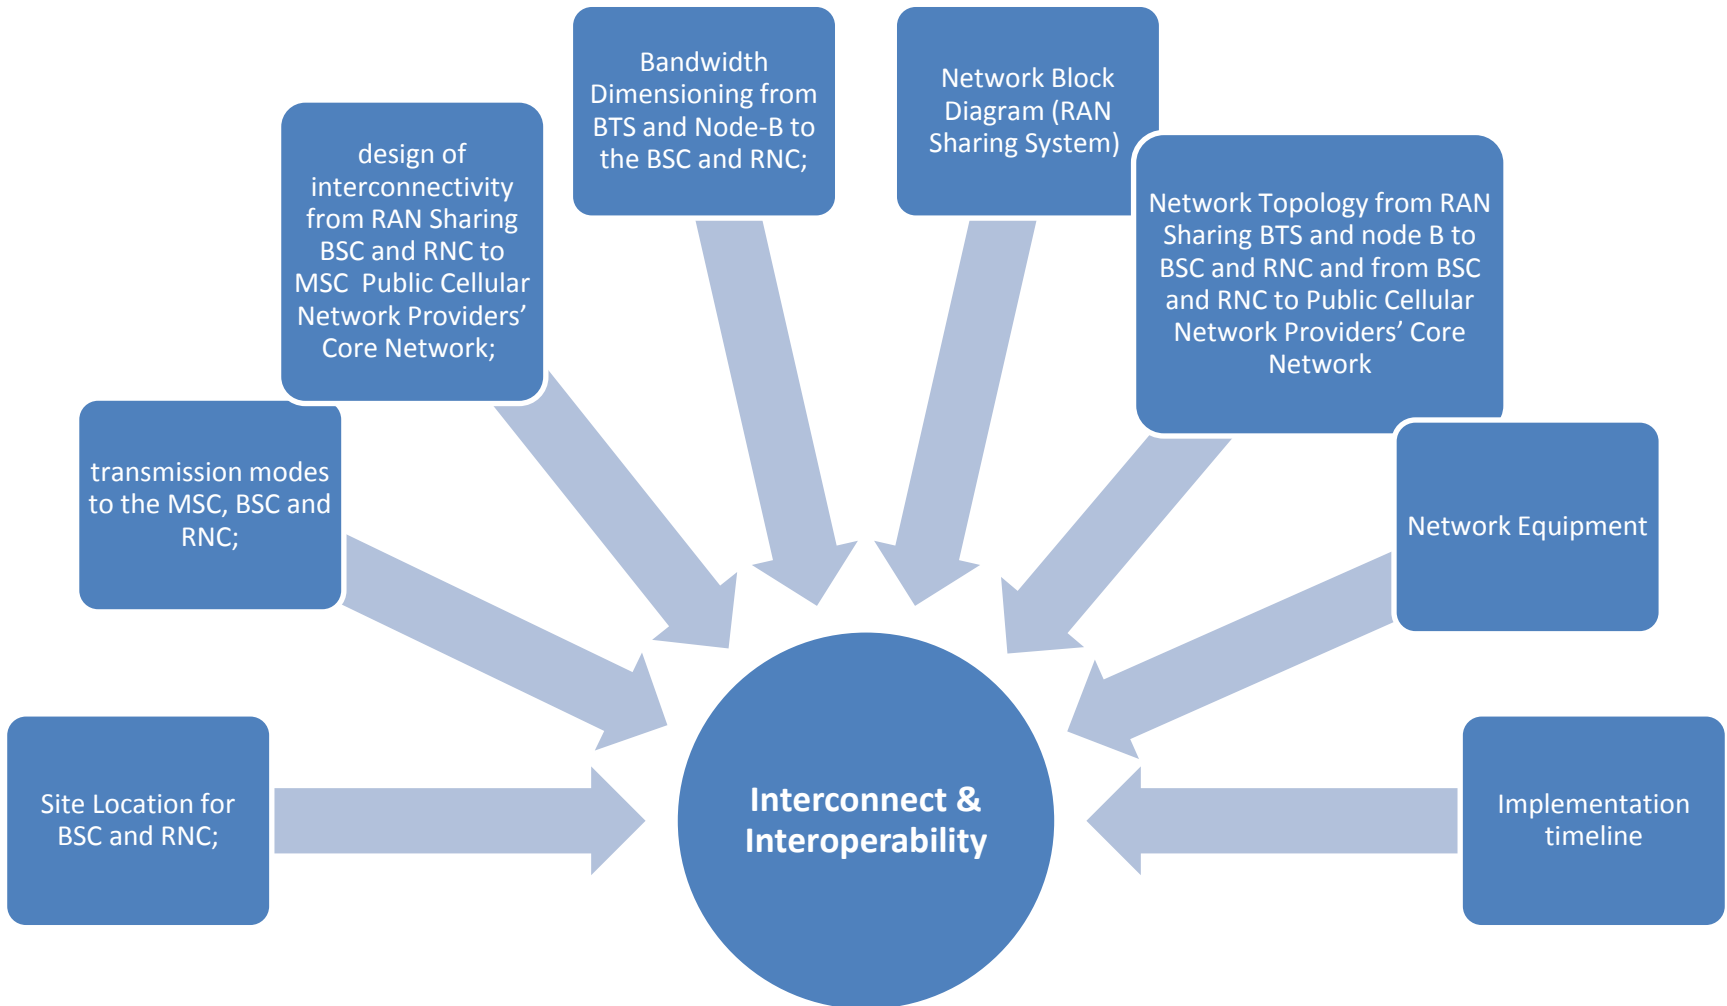 Bandwidth
Dimensioning from
BTS and Node-B to
the BSC and RNC;
Network Block
Diagram (RAN
Sharing System)
design of
interconnectivity
from RAN Sharing
BSC and RNC to
MSC  Public Cellular
Network Providers’
Core Network;
Network Topology from RAN
Sharing BTS and node B to
BSC and RNC and from BSC
and RNC to Public Cellular
Network Providers’ Core
Network
transmission modes
to the MSC, BSC and
RNC;
Network Equipment
Site Location for
BSC and RNC;
Interconnect &
Interoperability
Implementation
timeline